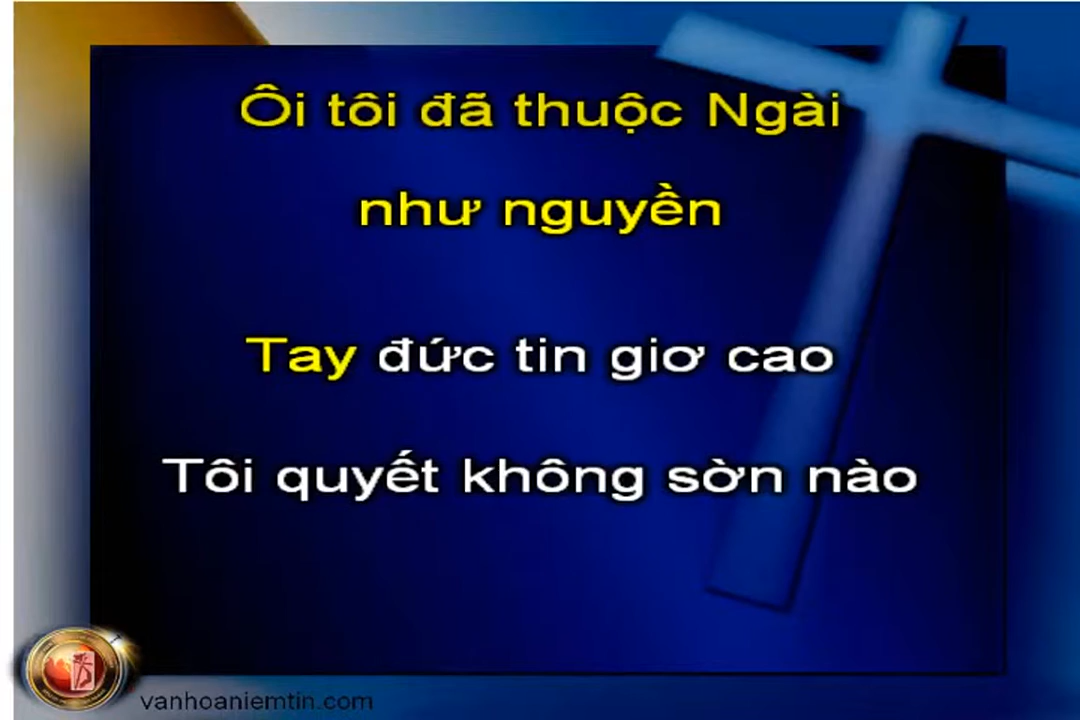 Ôi tôi đã thuộc Ngài
như nguyền
Tay đức tin giơ cao
Tôi quyết không sờn nào
vanhoaniemtin.com